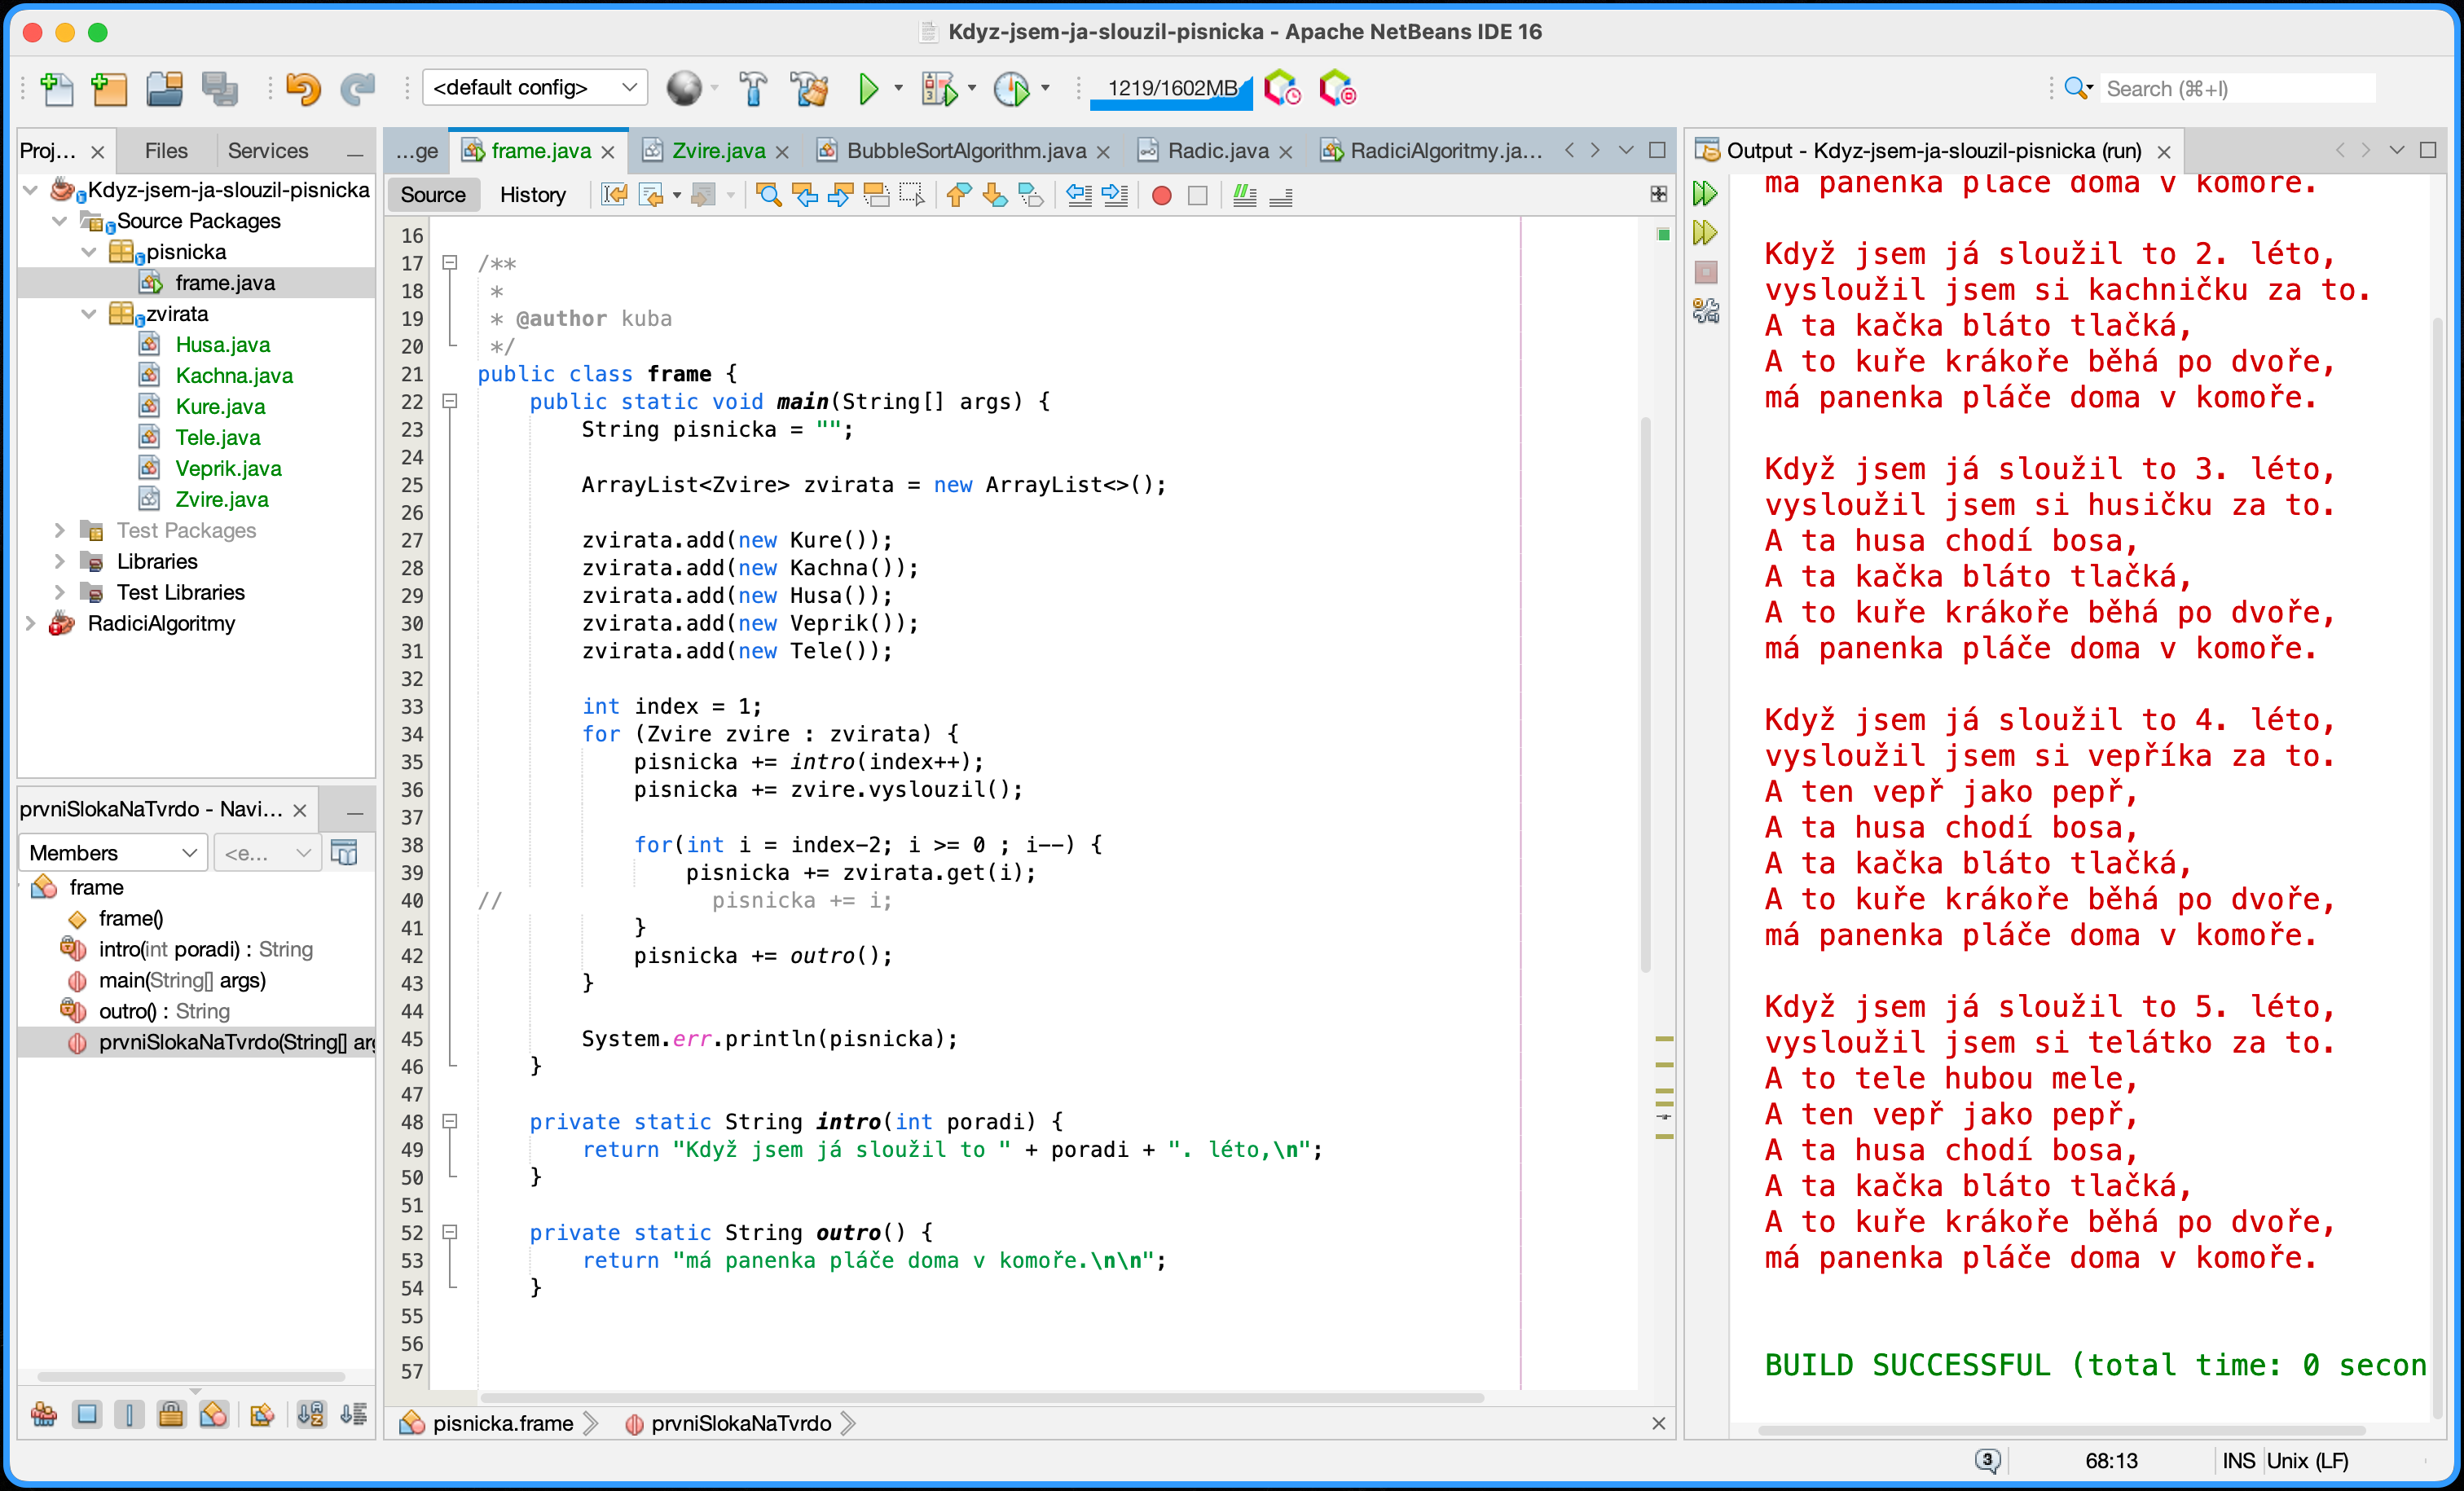 Kdyz-jsem-ja-slouzil-pisnicka - Apache NetBeans IDE 16
<default config>
1219/1602MB
Search (⌘+I)
Proj...
Files
Services
Kdyz-jsem-ja-slouzil-pisnicka
Source Packages
pisnicka
frame.java
zvirata
Husa.java
Kachna.java
Kure.java
Tele.java
Veprik.java
Zvire.java
Test Packages
Libraries
Test Libraries
RadiciAlgoritmy
prvniSlokaNaTvrdo - Navi...
Members
<e...
frame
frame()
intro(int poradi) : String
main(String[] args)
outro() : String
prvniSlokaNaTvrdo(String[] arg
...ge
frame.java
Zvire.java
BubbleSortAlgorithm.java
Radic.java
RadiciAlgoritmy.ja...
Source
History
16
17 /**
18 *
19 * @author kuba
20 */
21 public class frame {
22 public static void main(String[] args) {
23 String pisnicka = "";
24
25 ArrayList<Zvire> zvirata = new ArrayList<>();
26
27 zvirata.add(new Kure());
28 zvirata.add(new Kachna());
29 zvirata.add(new Husa());
30 zvirata.add(new Veprik());
31 zvirata.add(new Tele());
32
33 int index = 1;
34 for (Zvire zvire : zvirata) {
35 pisnicka += intro(index++);
36 pisnicka += zvire.vyslouzil();
37
38 for(int i = index-2; i >= 0 ; i--) {
39 pisnicka += zvirata.get(i);
40 // pisnicka += i;
41 }
42 pisnicka += outro();
43 }
44
45 System.err.println(pisnicka);
46 }
47
48 private static String intro(int poradi) {
49 return "Když jsem já sloužil to " + poradi + ". léto,\n";
50 }
51
52 private static String outro() {
53 return "má panenka pláče doma v komoře.\n\n";
54 }
55
56
57
pisnicka.frame
prvniSlokaNaTvrdo
Output - Kdyz-jsem-ja-slouzil-pisnicka (run)
má panenka pláče doma v komoře.
Když jsem já sloužil to 2. léto,
vysloužil jsem si kachničku za to.
A ta kačka bláto tlačká,
A to kuře krákoře běhá po dvoře,
má panenka pláče doma v komoře.
Když jsem já sloužil to 3. léto,
vysloužil jsem si husičku za to.
A ta husa chodí bosa,
A ta kačka bláto tlačká,
A to kuře krákoře běhá po dvoře,
má panenka pláče doma v komoře.
Když jsem já sloužil to 4. léto,
vysloužil jsem si vepříka za to.
A ten vepř jako pepř,
A ta husa chodí bosa,
A ta kačka bláto tlačká,
A to kuře krákoře běhá po dvoře,
má panenka pláče doma v komoře.
Když jsem já sloužil to 5. léto,
vysloužil jsem si telátko za to.
A to tele hubou mele,
A ten vepř jako pepř,
A ta husa chodí bosa,
A ta kačka bláto tlačká,
A to kuře krákoře běhá po dvoře,
má panenka pláče doma v komoře.
BUILD SUCCESSFUL (total time: 0 secon
3
68:13
INS
Unix (LF)